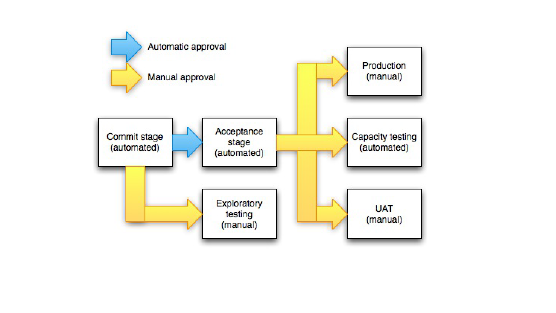 Automatic approval
Manual approval
Production
(manual)
Commit stage
(automated)
Acceptance
stage
(automated)
Capacity testing
(automated)
Exploratory
testing
(manual)
UAT
(manual)